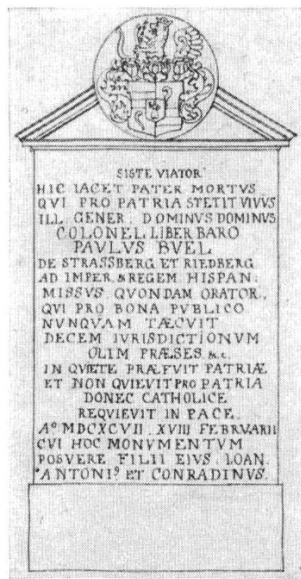 SISTE VIATOR
HIC IACET PATER MORTVS
QVI PRO PATRIA STETIT VIVVS
ILL. GENER. DOMINVS DOMINVS
COLONEL. LIBER BARO
PAVLVS BVEL
DE STRASSBERG ET RIEDBERG
AD IMPER. & REGEM HISPAN:
MISSVS QVONDAM ORATOR,
QVI PRO BONA PVBLICO
NVNQVAM TÆCVIT
DECEM IVRISDICTIONUM
OLIM PRÆSES &c.
IN QVIETE PRÆFVIT PATRIÆ
ET NON QVIEVIT PRO PATRIA
DONEC CATHOLICE
REQVIEVIT IN PACE.
Aº MDCXCVII. XVIII FEBRVARII
CVI HOC MONVMENTVM
POSVERE FILII EIVS IOAN.
ANTONIº ET CONRADINVS.